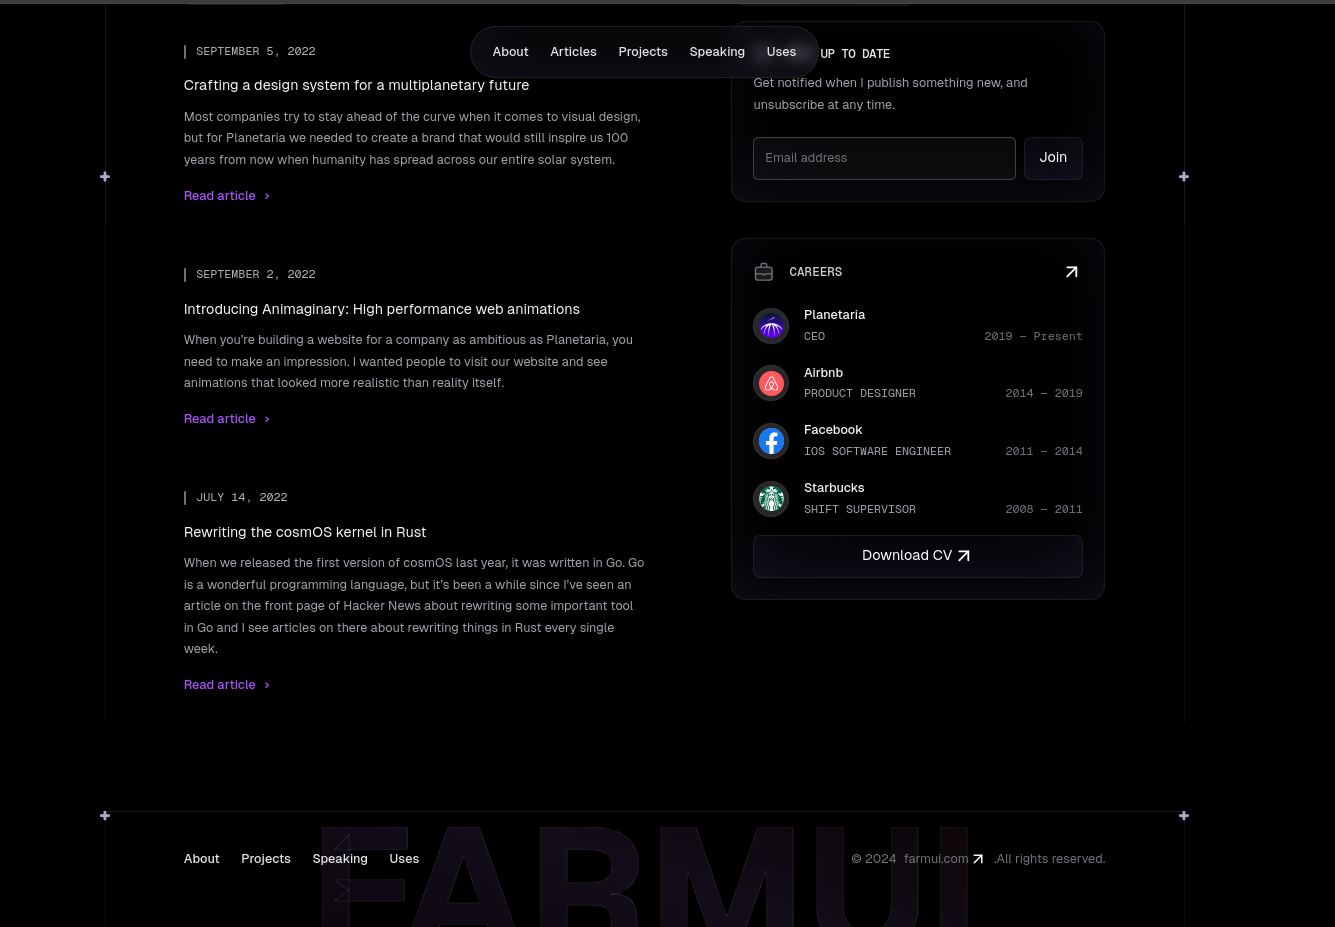 About Articles Projects Speaking Uses
SEPTEMBER 5, 2022
Crafting a design system for a multiplanetary future
Most companies try to stay ahead of the curve when it comes to visual design,
but for Planetaria we needed to create a brand that would still inspire us 100
years from now when humanity has spread across our entire solar system.
Read article ›
SEPTEMBER 2, 2022
Introducing Animaginary: High performance web animations
When you're building a website for a company as ambitious as Planetaria, you
need to make an impression. I wanted people to visit our website and see
animations that looked more realistic than reality itself.
Read article ›
JULY 14, 2022
Rewriting the cosmOS kernel in Rust
When we released the first version of cosmOS last year, it was written in Go. Go
is a wonderful programming language, but it's been a while since I've seen an
article on the front page of Hacker News about rewriting some important tool
in Go and I see articles on there about rewriting things in Rust every single
week.
Read article ›
UP TO DATE
Get notified when I publish something new, and
unsubscribe at any time.
Email address Join
CAREERS
Planetaria
CEO 2019 — Present
Airbnb
PRODUCT DESIGNER 2014 — 2019
Facebook
IOS SOFTWARE ENGINEER 2011 — 2014
Starbucks
SHIFT SUPERVISOR 2008 — 2011
Download CV
About Projects Speaking Uses
© 2024 farmui.com .All rights reserved.
FARMUI